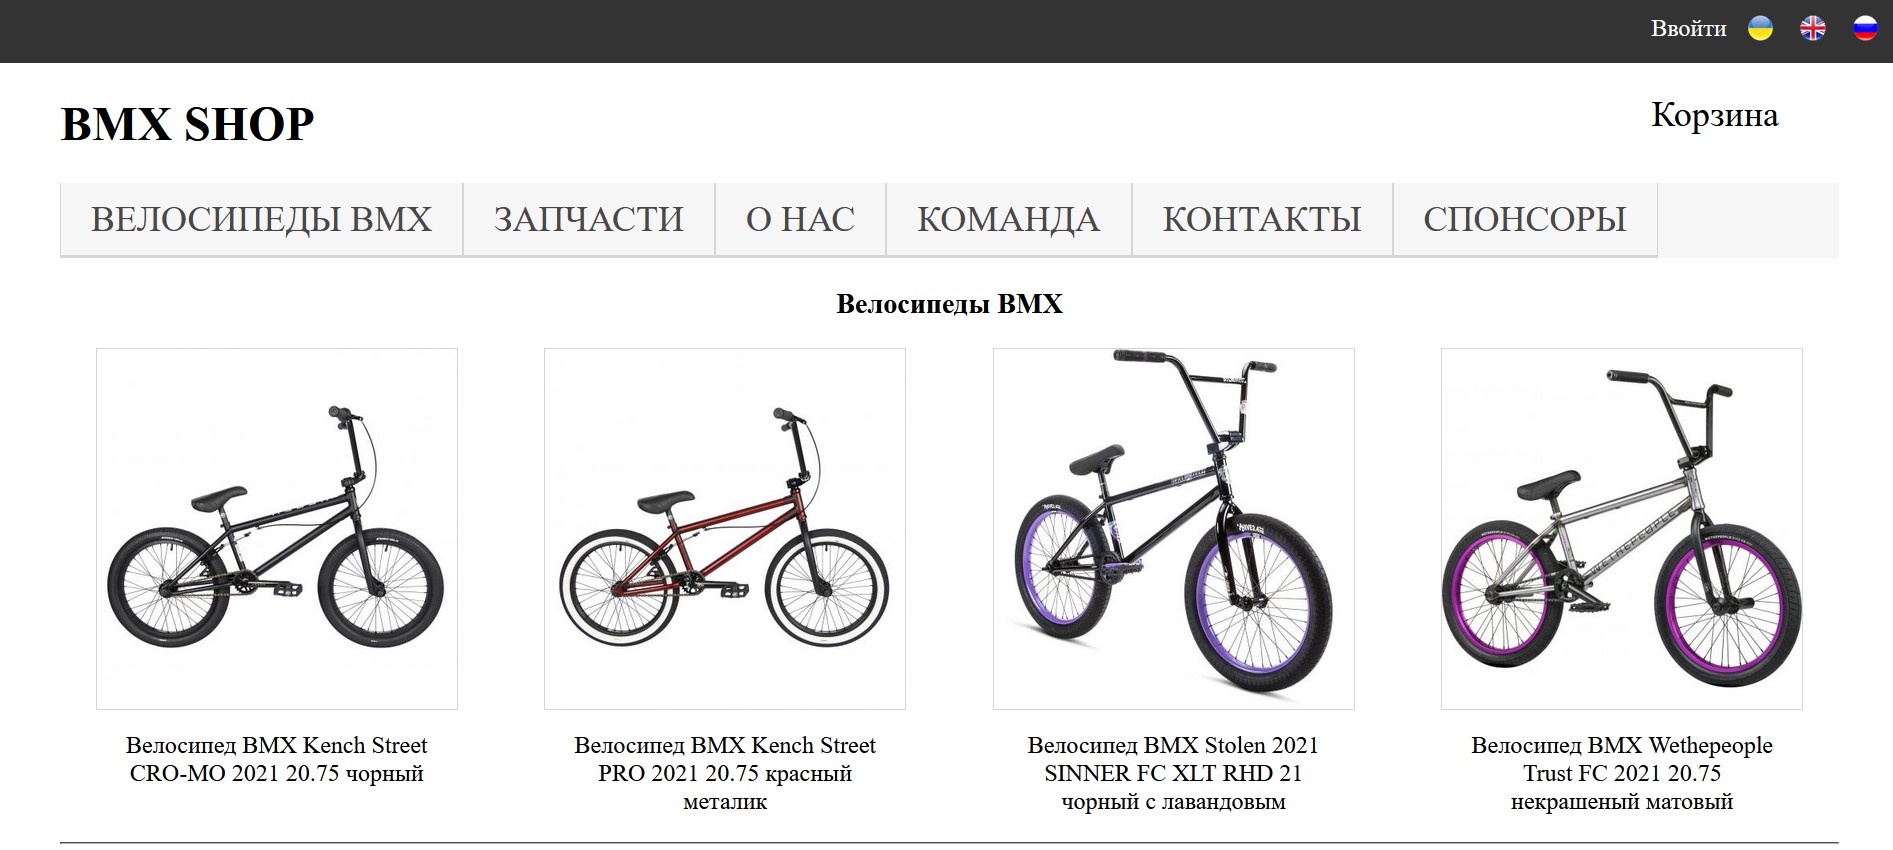 Ввойти
BMX SHOP
Корзина
ВЕЛОСИПЕДЫ BMX
ЗАПЧАСТИ
О НАС
КОМАНДА
КОНТАКТЫ
СПОНСОРЫ
Велосипеды BMX
Велосипед BMX Kench Street
CRO-MO 2021 20.75 чорный
Велосипед BMX Kench Street
PRO 2021 20.75 красный
металик
Велосипед BMX Stolen 2021
SINNER FC XLT RHD 21
чорный с лавандовым
Велосипед BMX Wethepeople
Trust FC 2021 20.75
некрашеный матовый
WETHEPEOPLE